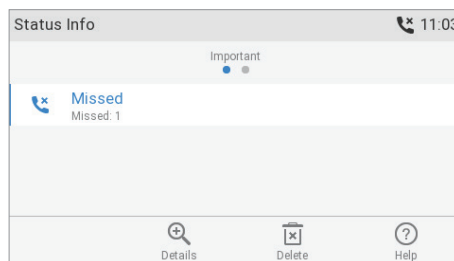 Status Info 11:03
Important
Missed
Missed: 1
Details Delete Help